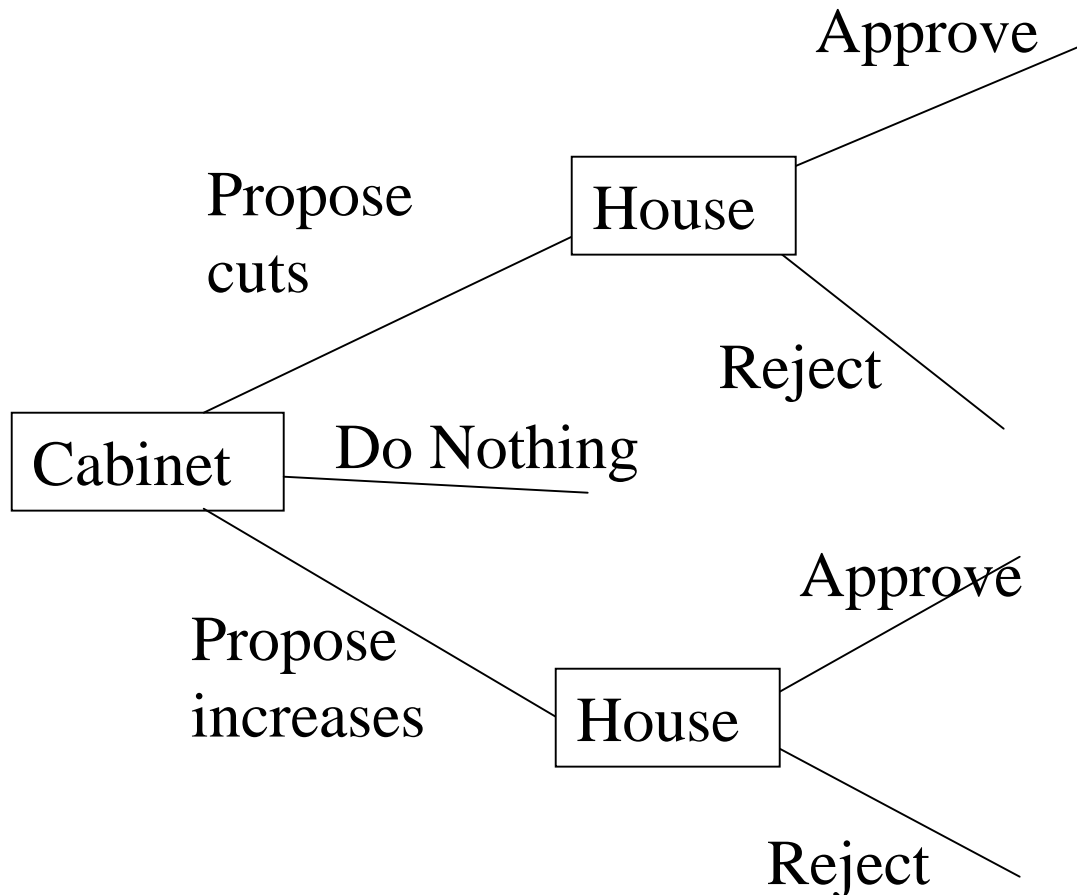 Approve
Propose
cuts
House
Reject
Cabinet
Do Nothing
Approve
Propose
increases
House
Reject